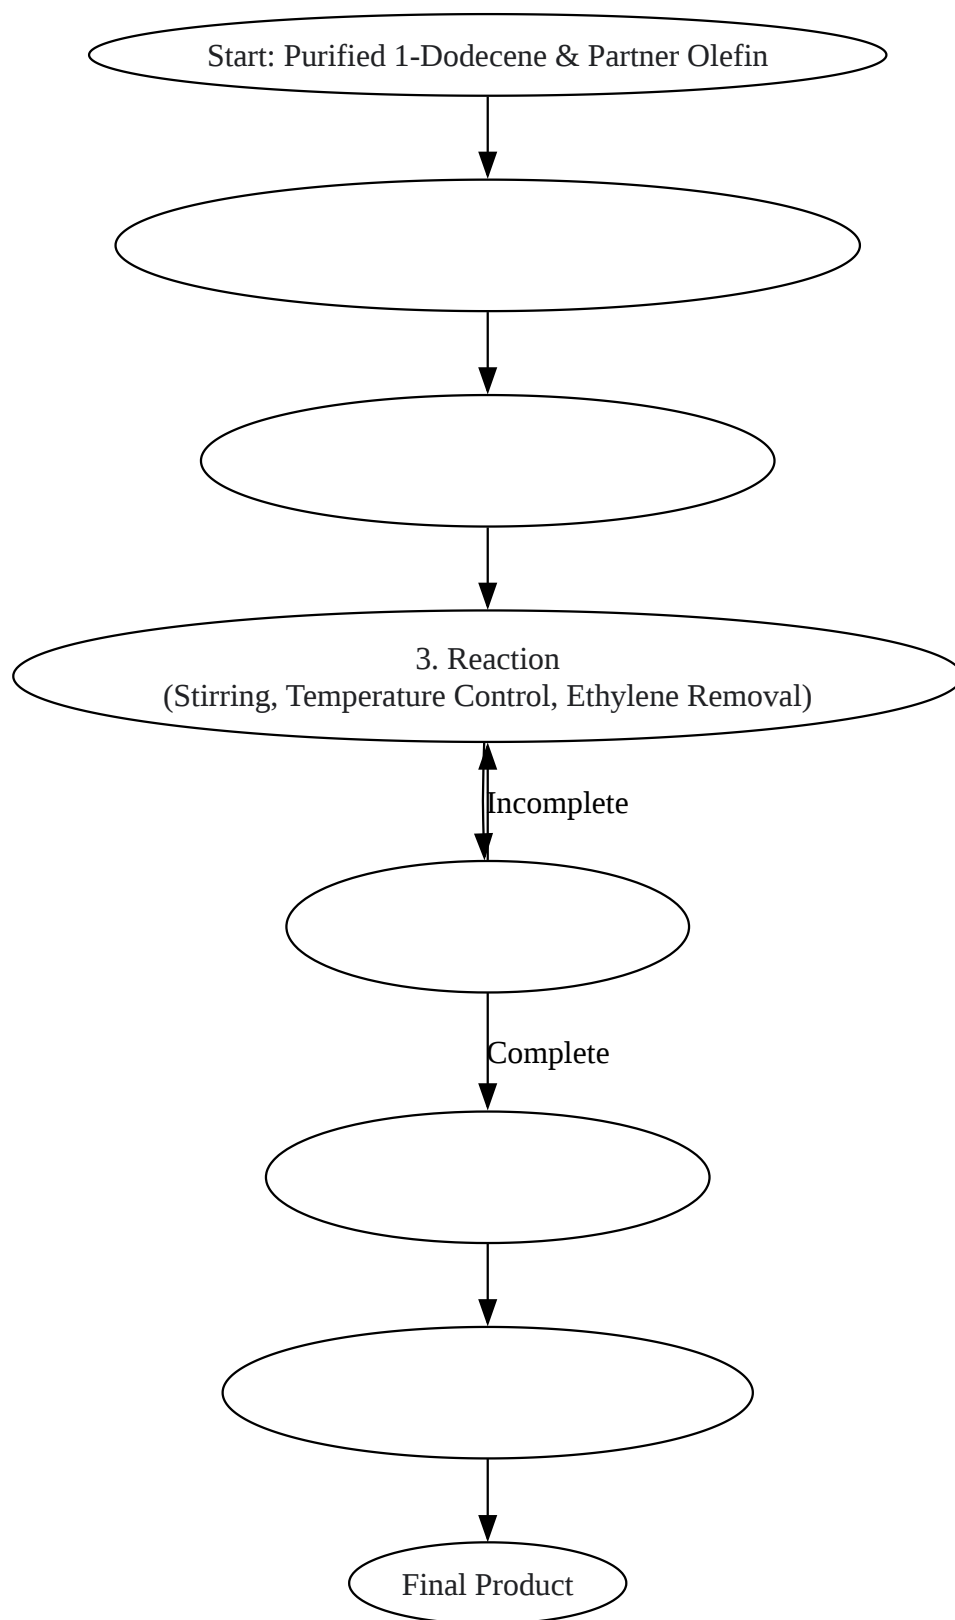 Start: Purified 1-Dodecene & Partner Olefin
3. Reaction
(Stirring, Temperature Control, Ethylene Removal)
Incomplete
Complete
Final Product